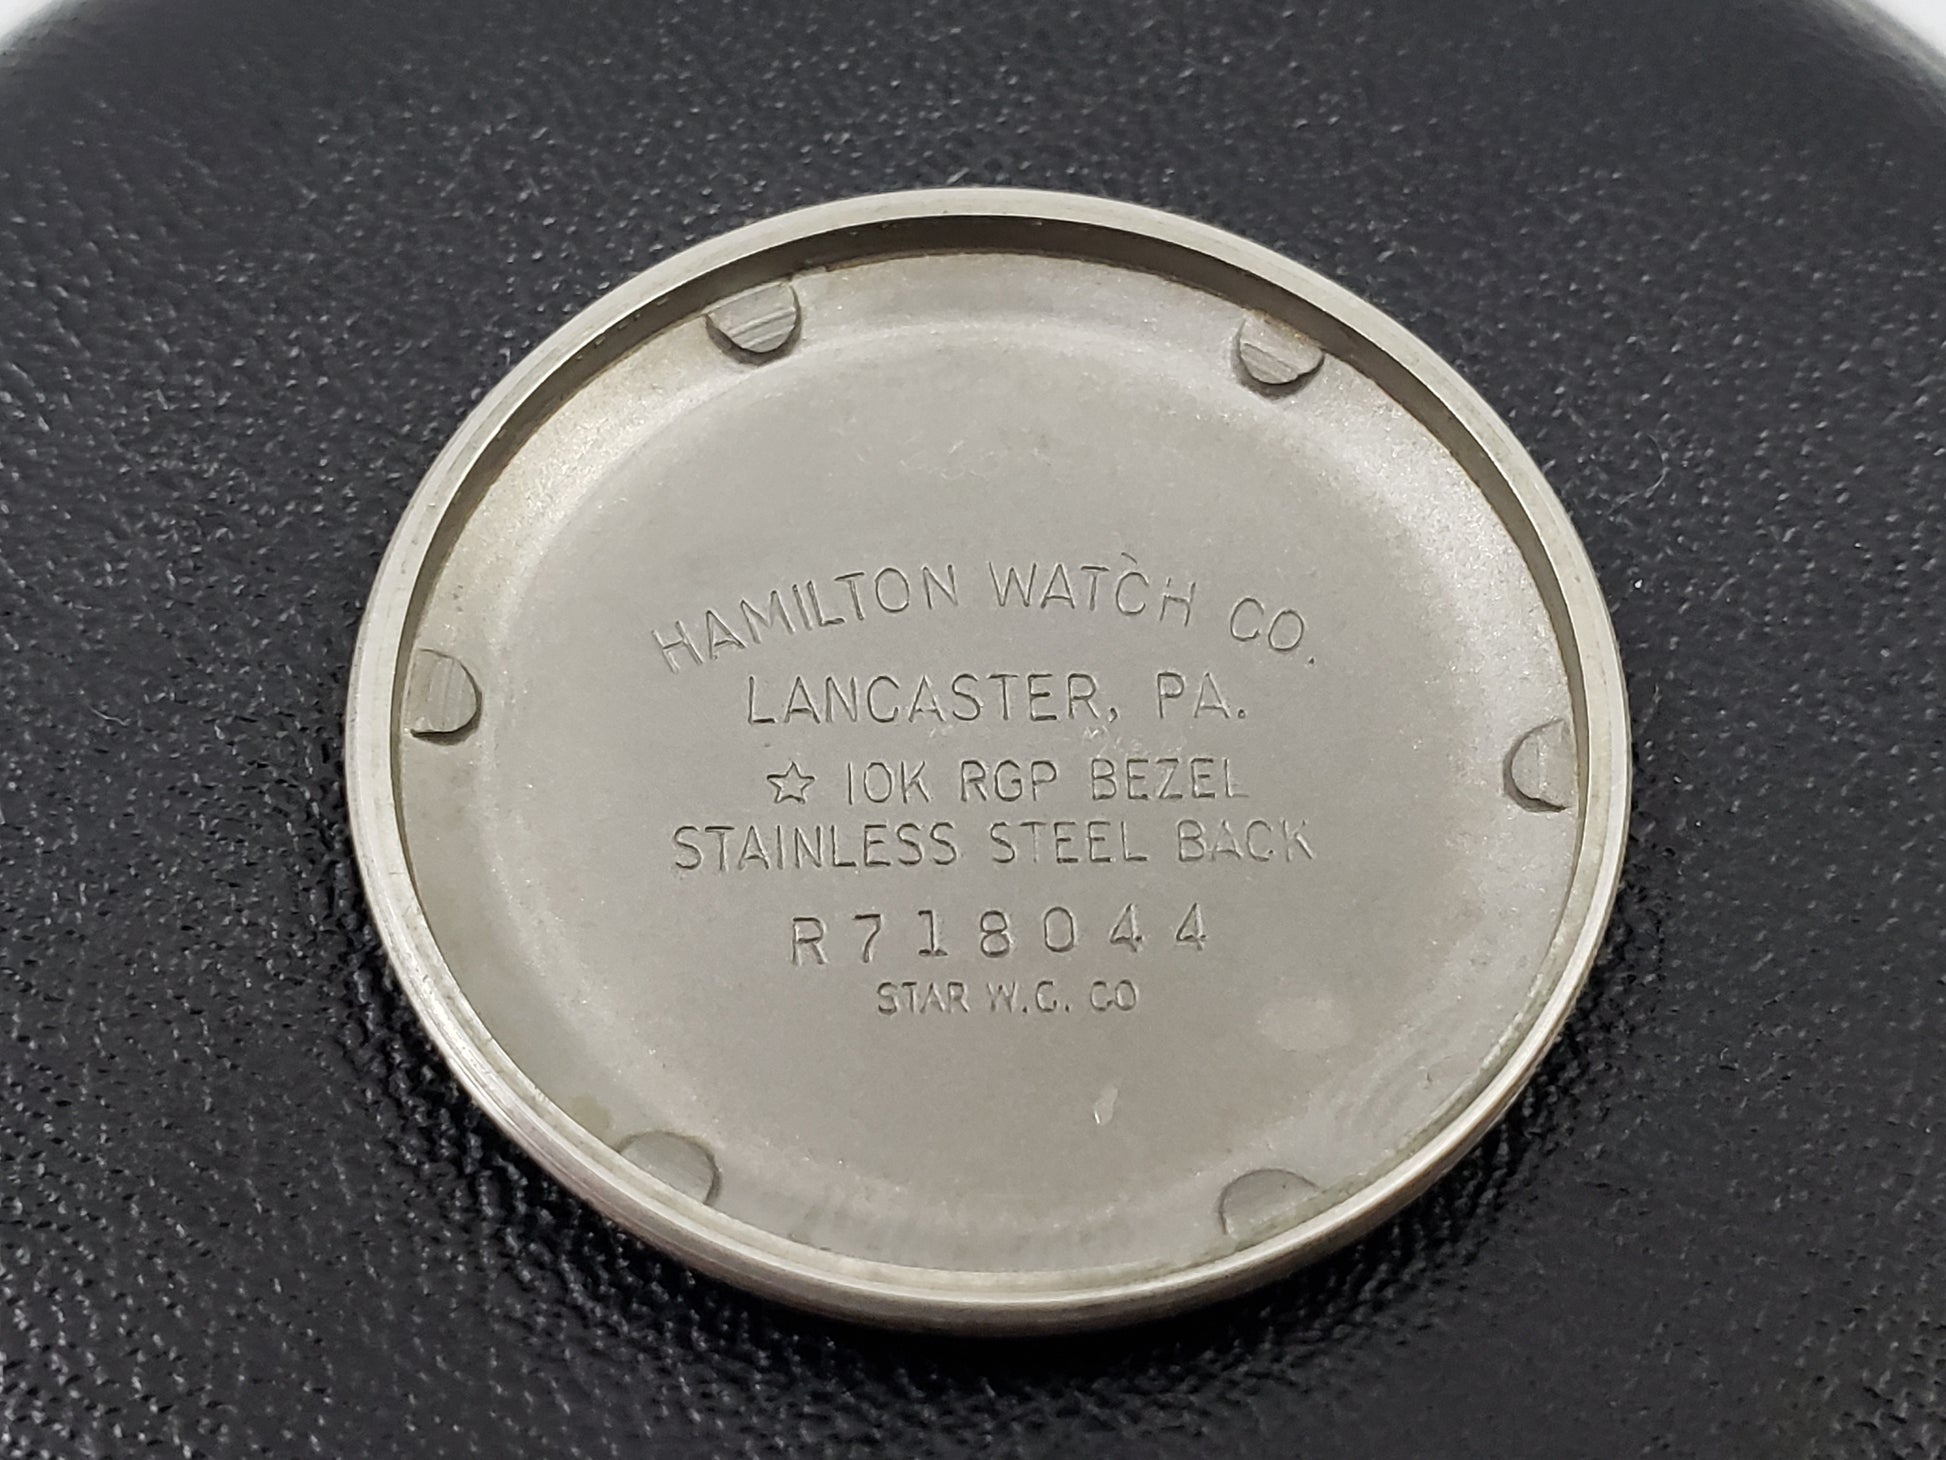 HAMILTON WATCH CO.
LANCASTER, PA.
☆ 10K RGP BEZEL
STAINLESS STEEL BACK
R718044
STAR W.C. CO